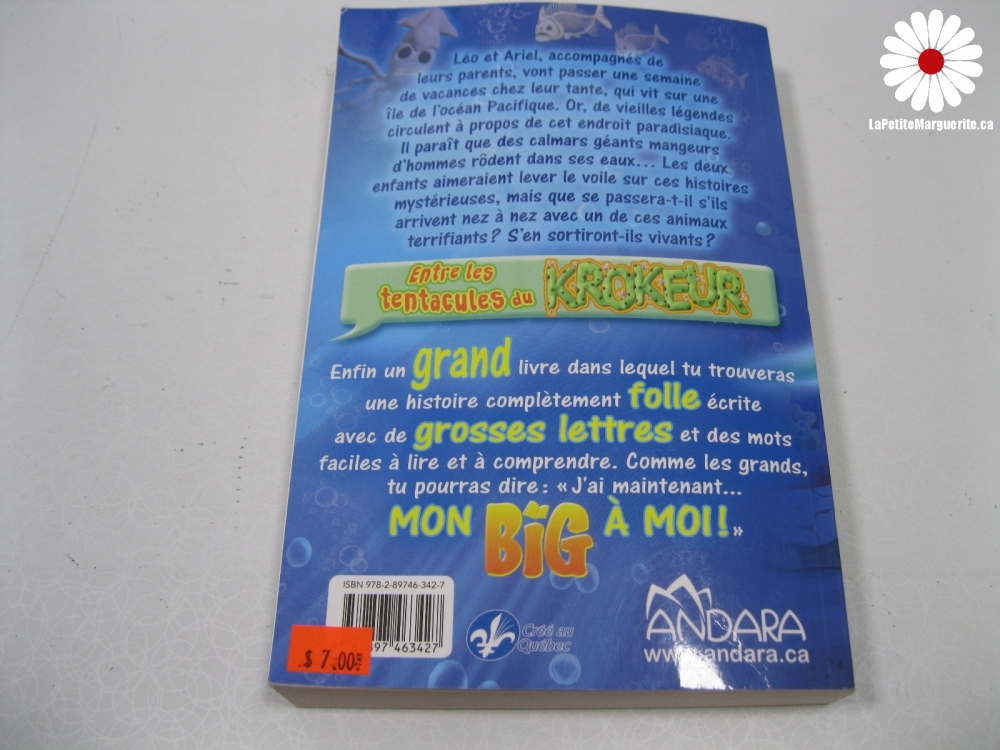 LaPetiteMarguerite.ca
Léo et Ariel, accompagnés de
leurs parents, vont passer une semaine
de vacances chez leur tante, qui vit sur une
île de l'océan Pacifique. Or, de vieilles légendes
circulent à propos de cet endroit paradisiaque.
Il paraît que des calmars géants mangeurs
d'hommes rôdent dans ses eaux... Les deux
enfants aimeraient lever le voile sur ces histoires
mystérieuses, mais que se passera-t-il s'ils
arrivent nez à nez avec un de ces animaux
terrifiants? S'en sortiront-ils vivants?
Entre les
tentacules du KROKEUR
Enfin un grand livre dans lequel tu trouveras
une histoire complètement folle écrite
avec de grosses lettres et des mots
faciles à lire et à comprendre. Comme les grands,
tu pourras dire : « J'ai maintenant...
MON BIG À MOI! »
ISBN 978-2-89746-342-7
897 463427
$ 7.00
Créé au
Québec
ANDARA
www.andara.ca